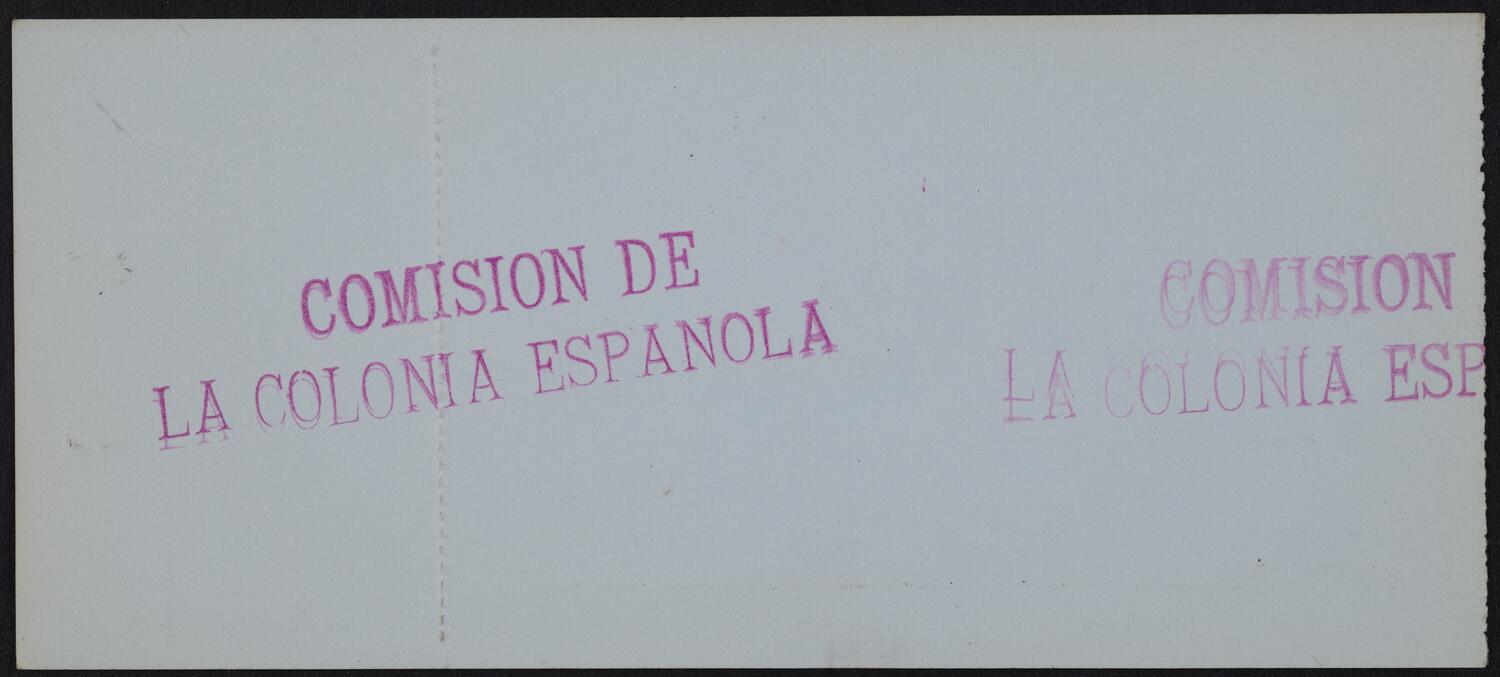 COMISION DE
LA COLONIA ESPANOLA
COMISION
LA COLONIA ESP